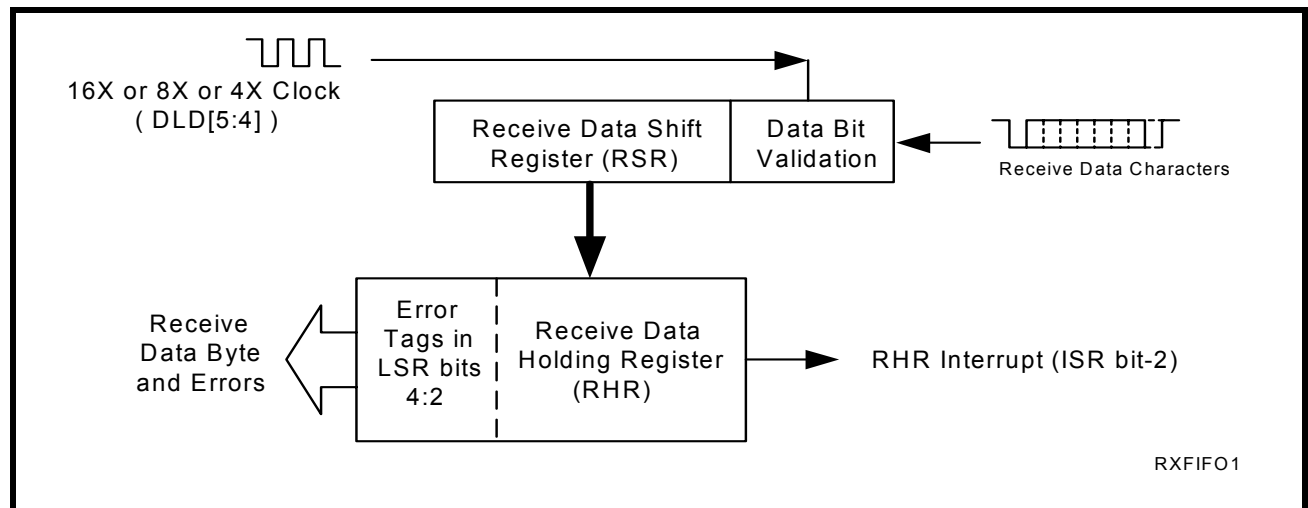 16X or 8X or 4X Clock
( DLD[5:4] )
Receive Data Shift
Register (RSR)
Data Bit
Validation
Receive Data Characters
Receive
Data Byte
and Errors
Error
Tags in
LSR bits
4:2
Receive Data
Holding Register
(RHR)
RHR Interrupt (ISR bit-2)
RXFIFO1